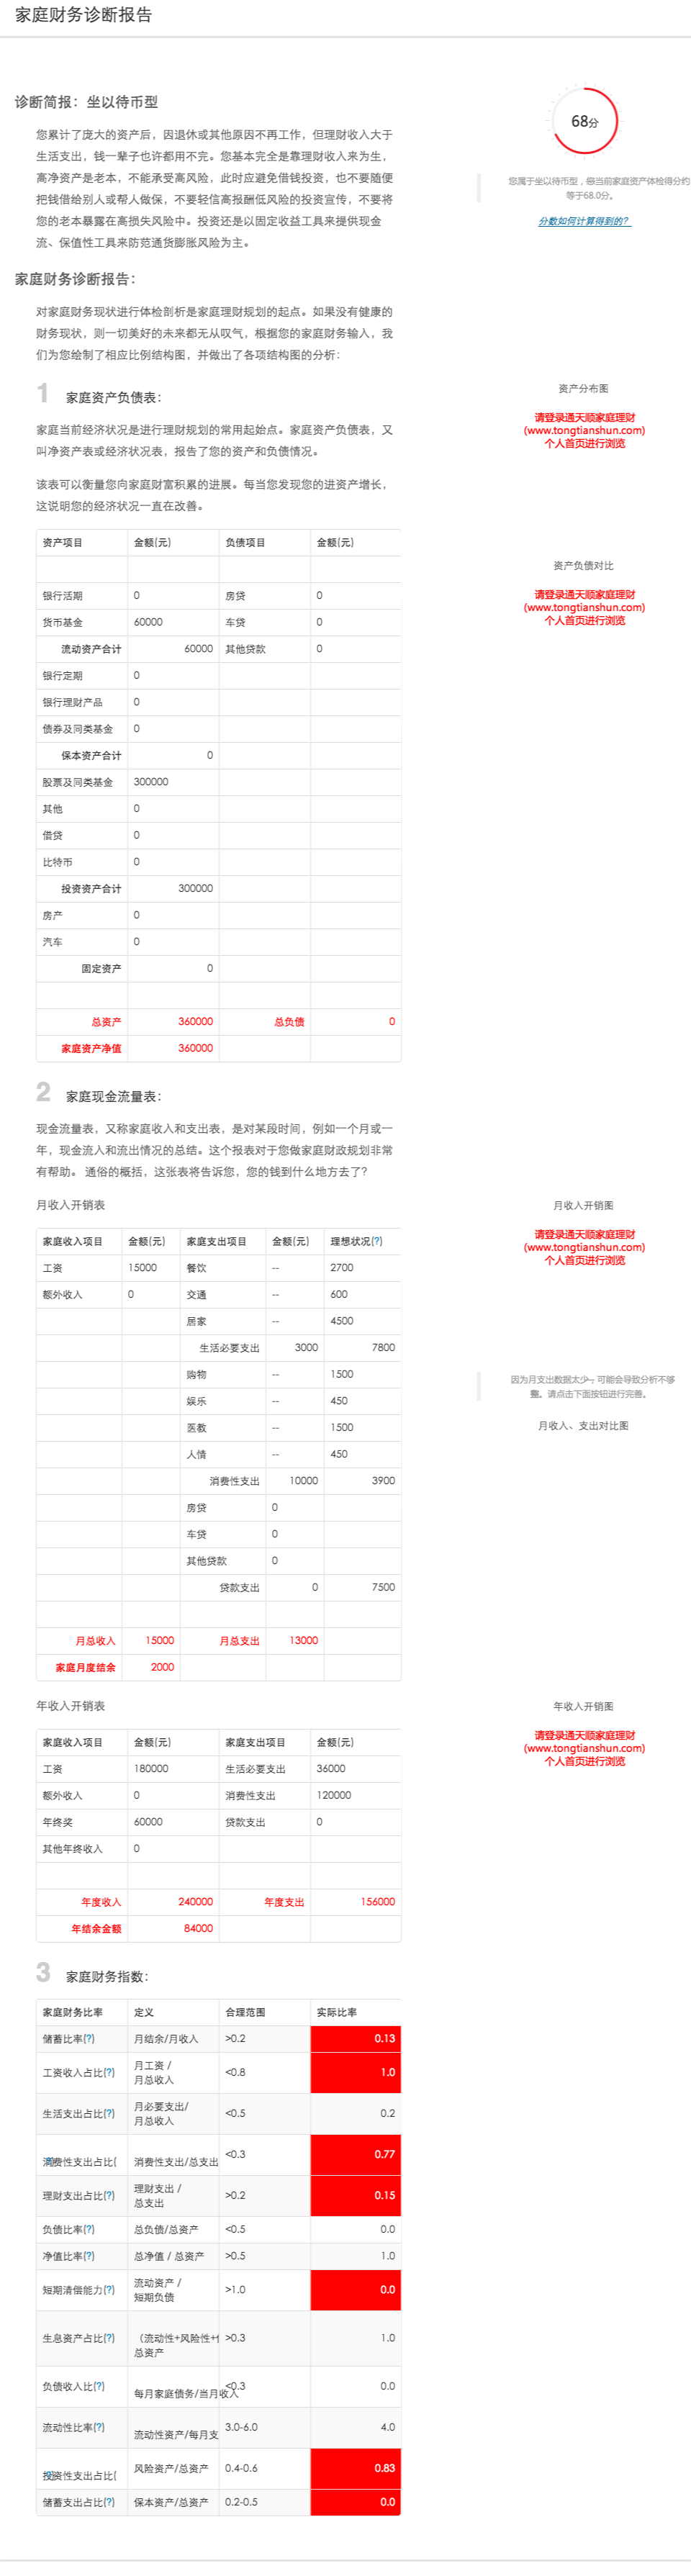 家庭财务诊断报告
诊断简报：坐以待币型
您累计了庞大的资产后，因退休或其他原因不再工作，但理财收入大于
生活支出，钱一辈子也许都用不完。您基本完全是靠理财收入来为生，
高净资产是老本，不能承受高风险，此时应避免借钱投资，也不要随便
把钱借给别人或帮人做保，不要轻信高报酬低风险的投资宣传，不要将
您的老本暴露在高损失风险中。投资还是以固定收益工具来提供现金
流、保值性工具来防范通货膨胀风险为主。
68分
您属于坐以待币型，您当前家庭资产体检得分约
等于68.0分。
分数如何计算得到的？
家庭财务诊断报告：
对家庭财务现状进行体检剖析是家庭理财规划的起点。如果没有健康的
财务现状，则一切美好的未来都无从叹气，根据您的家庭财务输入，我
们为您绘制了相应比例结构图，并做出了各项结构图的分析：
1 家庭资产负债表：
家庭当前经济状况是进行理财规划的常用起始点。家庭资产负债表，又
叫净资产表或经济状况表，报告了您的资产和负债情况。
该表可以衡量您向家庭财富积累的进展。每当您发现您的进资产增长，
这说明您的经济状况一直在改善。
资产分布图
请登录通天顺家庭理财
(www.tongtianshun.com)
个人首页进行浏览
资产负债对比
请登录通天顺家庭理财
(www.tongtianshun.com)
个人首页进行浏览
资产项目 金额(元) 负债项目 金额(元)
银行活期 0 房贷 0
货币基金 60000 车贷 0
流动资产合计 60000 其他贷款 0
银行定期 0
银行理财产品 0
债券及同类基金 0
保本资产合计 0
股票及同类基金 300000
其他 0
借贷 0
比特币 0
投资资产合计 300000
房产 0
汽车 0
固定资产 0
总资产 360000 总负债 0
家庭资产净值 360000
2 家庭现金流量表：
现金流量表，又称家庭收入和支出表，是对某段时间，例如一个月或一
年，现金流入和流出情况的总结。这个报表对于您做家庭财政规划非常
有帮助。 通俗的概括，这张表将告诉您，您的钱到什么地方去了?
月收入开销表
月收入开销图
请登录通天顺家庭理财
(www.tongtianshun.com)
个人首页进行浏览
家庭收入项目 金额(元) 家庭支出项目 金额(元) 理想状况(?)
工资 15000 餐饮 -- 2700
额外收入 0 交通 -- 600
居家 -- 4500
生活必要支出 3000 7800
购物 -- 1500
娱乐 -- 450
医教 -- 1500
人情 -- 450
消费性支出 10000 3900
房贷 0
车贷 0
其他贷款 0
贷款支出 0 7500
月总收入 15000 月总支出 13000
家庭月度结余 2000
因为月支出数据太少，可能会导致分析不够
整。请点击下面按钮进行完善。
月收入、支出对比图
年收入开销表
年收入开销图
请登录通天顺家庭理财
(www.tongtianshun.com)
个人首页进行浏览
家庭收入项目 金额(元) 家庭支出项目 金额(元)
工资 180000 生活必要支出 36000
额外收入 0 消费性支出 120000
年终奖 60000 贷款支出 0
其他年终收入 0
年度收入 240000 年度支出 156000
年结余金额 84000
3 家庭财务指数：
家庭财务比率 定义 合理范围 实际比率
储蓄比率(?) 月结余/月收入 >0.2 0.13
工资收入占比(?) 月工资 /
月总收入 <0.8 1.0
生活支出占比(?) 月必要支出/
月总收入 <0.5 0.2
消费性支出占比( 消费性支出/总支出 <0.3 0.77
理财支出占比(?) 理财支出 /
总支出 >0.2 0.15
负债比率(?) 总负债/总资产 <0.5 0.0
净值比率(?) 总净值 / 总资产 >0.5 1.0
短期清偿能力(?) 流动资产 /
短期负债 >1.0 0.0
生息资产占比(?) （流动性+风险性+
总资产 >0.3 1.0
负债收入比(?) 每月家庭债务/当月收入 <0.3 0.0
流动性比率(?) 流动性资产/每月支 3.0-6.0 4.0
投资性支出占比( 风险资产/总资产 0.4-0.6 0.83
储蓄支出占比(?) 保本资产/总资产 0.2-0.5 0.0